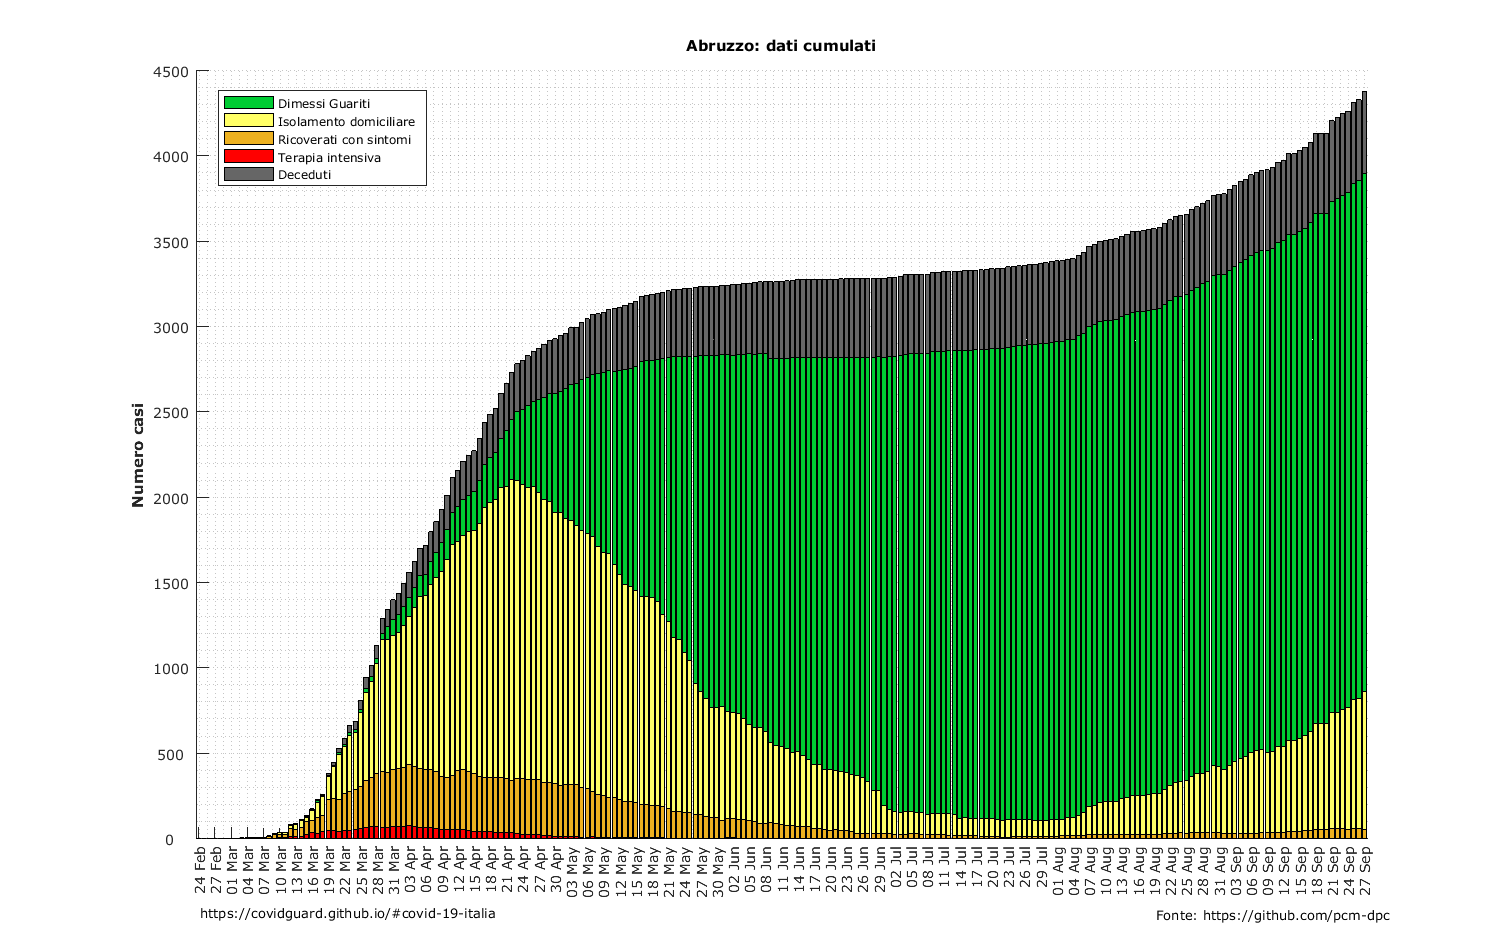 Abruzzo: dati cumulati
4500
4000
3500
3000
2500
2000
1500
1000
500
0
Numero casi
Dimessi Guariti
Isolamento domiciliare
Ricoverati con sintomi
Terapia intensiva
Deceduti
24 Feb
27 Feb
01 Mar
04 Mar
07 Mar
10 Mar
13 Mar
16 Mar
19 Mar
22 Mar
25 Mar
28 Mar
31 Mar
03 Apr
06 Apr
09 Apr
12 Apr
15 Apr
18 Apr
21 Apr
24 Apr
27 Apr
30 Apr
03 May
06 May
09 May
12 May
15 May
18 May
21 May
24 May
27 May
30 May
02 Jun
05 Jun
08 Jun
11 Jun
14 Jun
17 Jun
20 Jun
23 Jun
26 Jun
29 Jun
02 Jul
05 Jul
08 Jul
11 Jul
14 Jul
17 Jul
20 Jul
23 Jul
26 Jul
29 Jul
01 Aug
04 Aug
07 Aug
10 Aug
13 Aug
16 Aug
19 Aug
22 Aug
25 Aug
28 Aug
31 Aug
03 Sep
06 Sep
09 Sep
12 Sep
15 Sep
18 Sep
21 Sep
24 Sep
27 Sep
https://covidguard.github.io/#covid-19-italia
Fonte: https://github.com/pcm-dpc